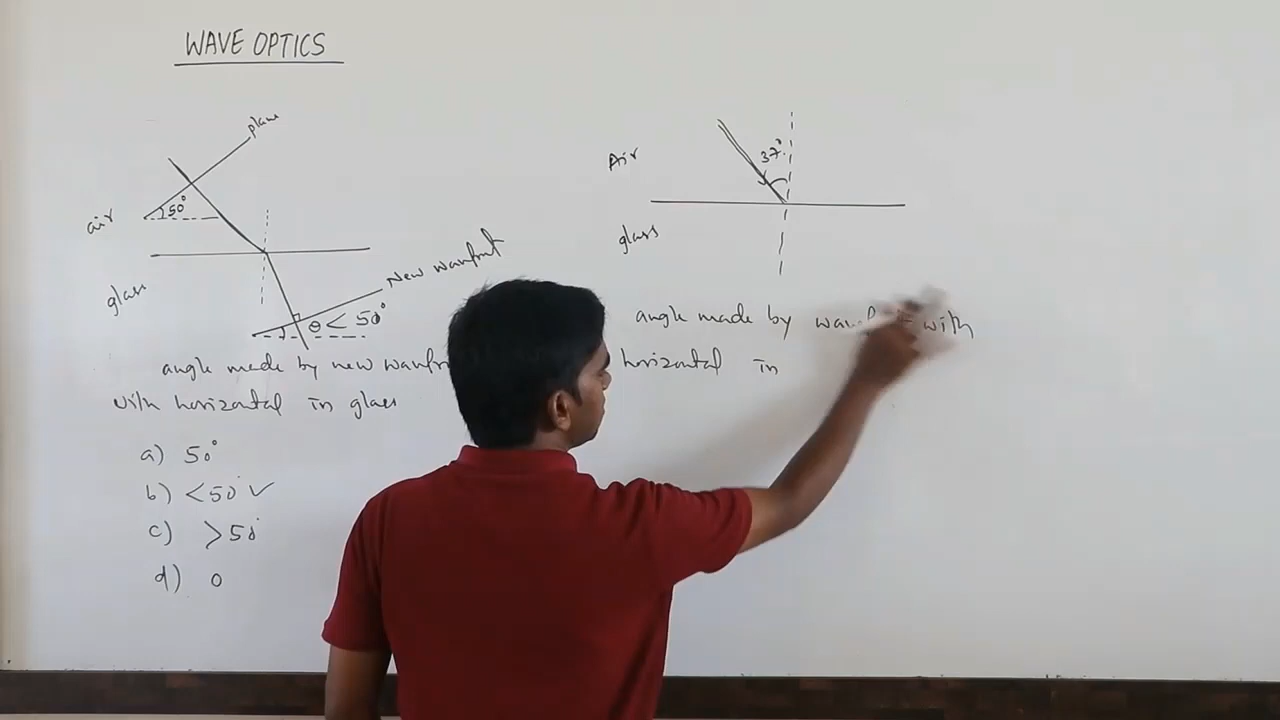 WAVE OPTICS
plane
50°
air
glass
New wavefront
θ < 50°
angle made by new
with horizontal in glass
a) 50°
b) < 50° ✓
c) > 50°
d) 0
Air
37°
glass
angle made by with
horizontal in